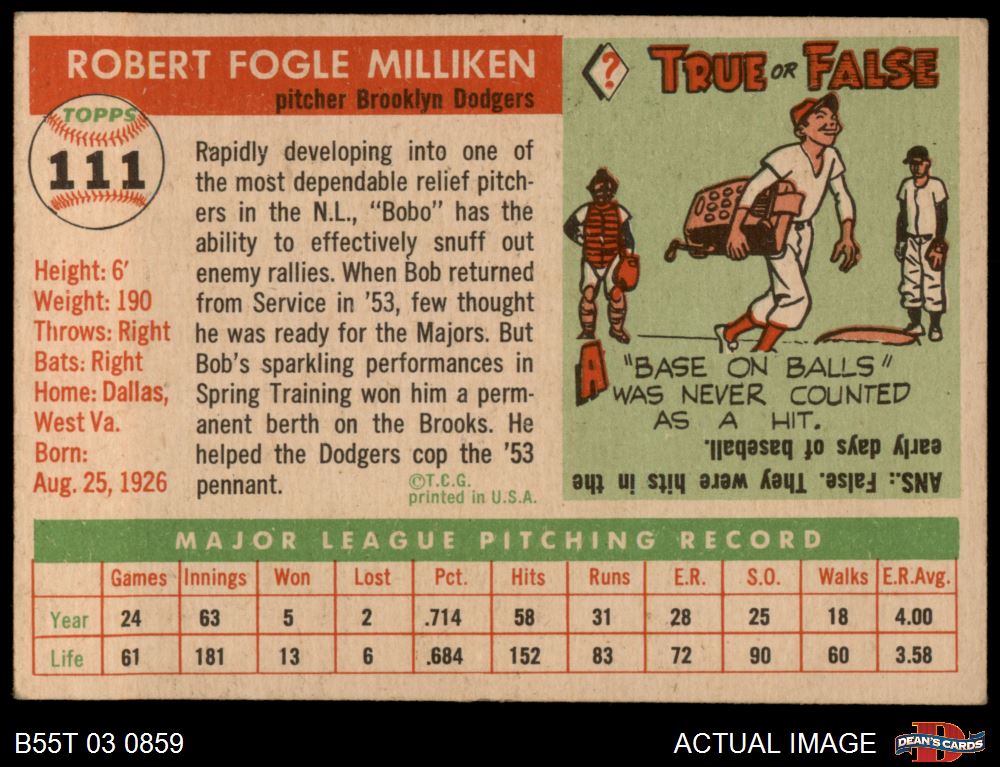 ROBERT FOGLE MILLIKEN
pitcher Brooklyn Dodgers
TOPPS
111
Height: 6'
Weight: 190
Throws: Right
Bats: Right
Home: Dallas,
West Va.
Born:
Aug. 25, 1926
Rapidly developing into one of
the most dependable relief pitch-
ers in the N.L., “Bobo” has the
ability to effectively snuff out
enemy rallies. When Bob returned
from Service in '53, few thought
he was ready for the Majors. But
Bob's sparkling performances in
Spring Training won him a perm-
anent berth on the Brooks. He
helped the Dodgers cop the '53
pennant.
©T.C.G.
printed in U.S.A.
?
TRUE OR FALSE
A "BASE ON BALLS"
WAS NEVER COUNTED
AS A HIT.
ANS.: False. They were hits in the
early days of baseball.
MAJOR LEAGUE PITCHING RECORD
Games Innings Won Lost Pct. Hits Runs E.R. S.O. Walks E.R.Avg.
Year 24 63 5 2 .714 58 31 28 25 18 4.00
Life 61 181 13 6 .684 152 83 72 90 60 3.58
B55T 03 0859
ACTUAL IMAGE
D
DEAN'S CARDS